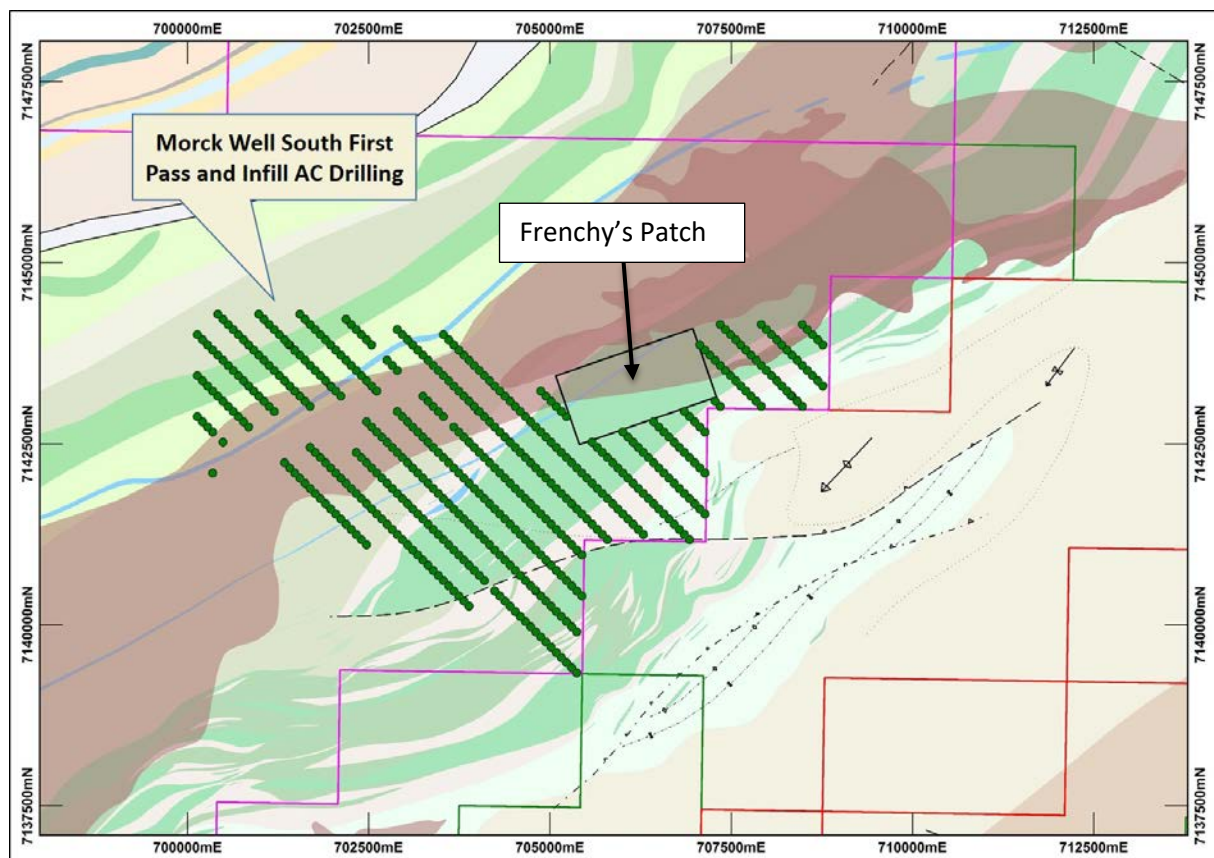 700000mE
702500mE
705000mE
707500mE
710000mE
712500mE
7147500mN
7147500mN
Morck Well South First
Pass and Infill AC Drilling
Frenchy’s Patch
7145000mN
7145000mN
7142500mN
7142500mN
7140000mN
7140000mN
7137500mN
7137500mN
700000mE
702500mE
705000mE
707500mE
710000mE
712500mE